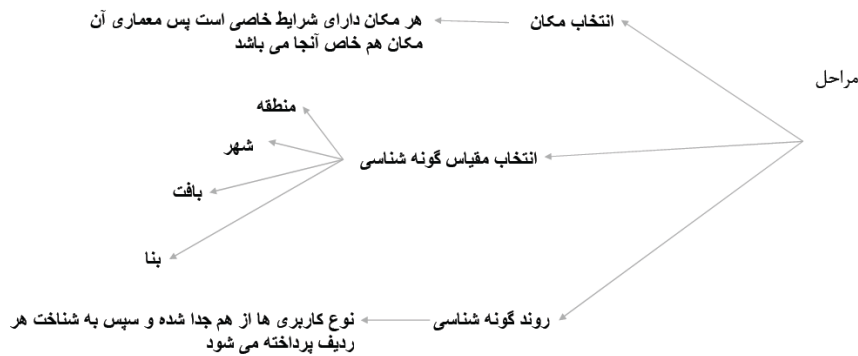 مراحل
انتخاب مکان
هر مکان دارای شرایط خاصی است پس معماری آن
مکان هم خاص آنجا می باشد
انتخاب مقیاس گونه شناسی
منطقه
شهر
بافت
بنا
روند گونه شناسی
نوع کاربری ها از هم جدا شده و سپس به شناخت هر
ردیف پرداخته می شود